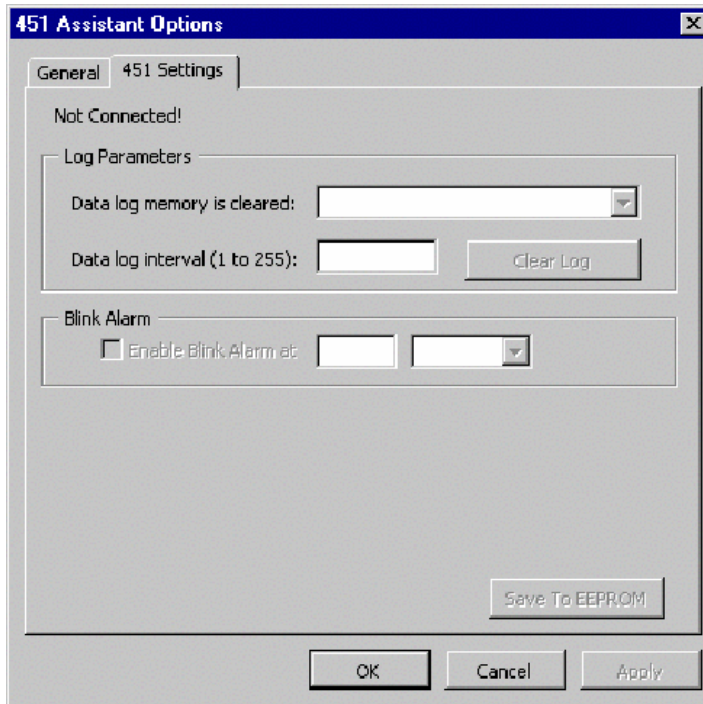 451 Assistant Options
General 451 Settings
Not Connected!
Log Parameters
Data log memory is cleared:
Data log interval (1 to 255): Clear Log
Blink Alarm
Enable Blink Alarm at
Save To EEPROM
OK Cancel Apply